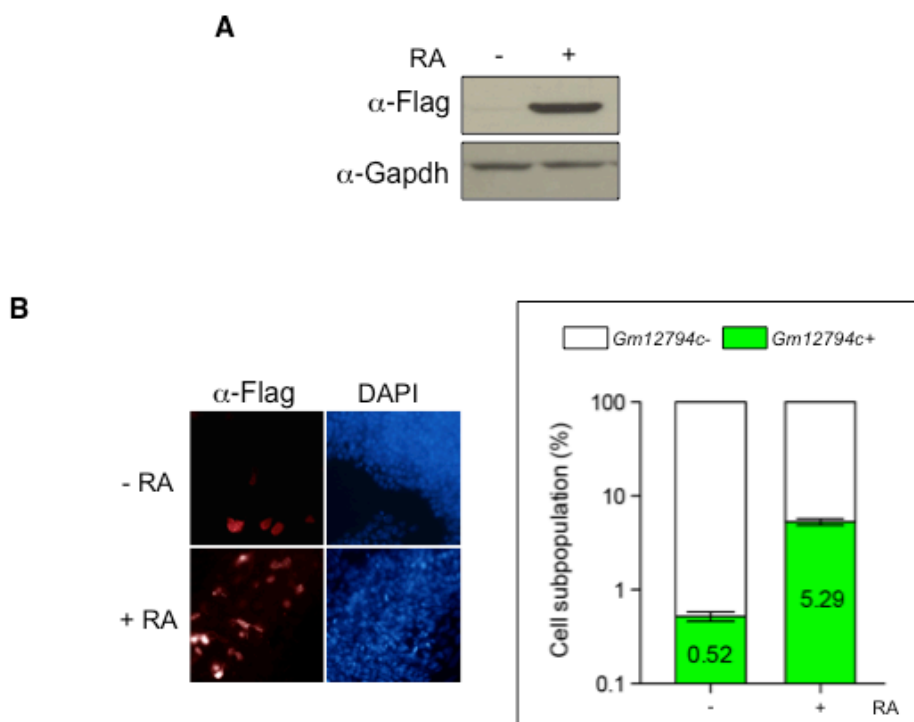 A
RA - +
α-Flag
α-Gapdh
B
Gm12794c- Gm12794c+
α-Flag DAPI
- RA
+ RA
Cell subpopulation (%)
100
10
1
0.1
0.52
5.29
- + RA